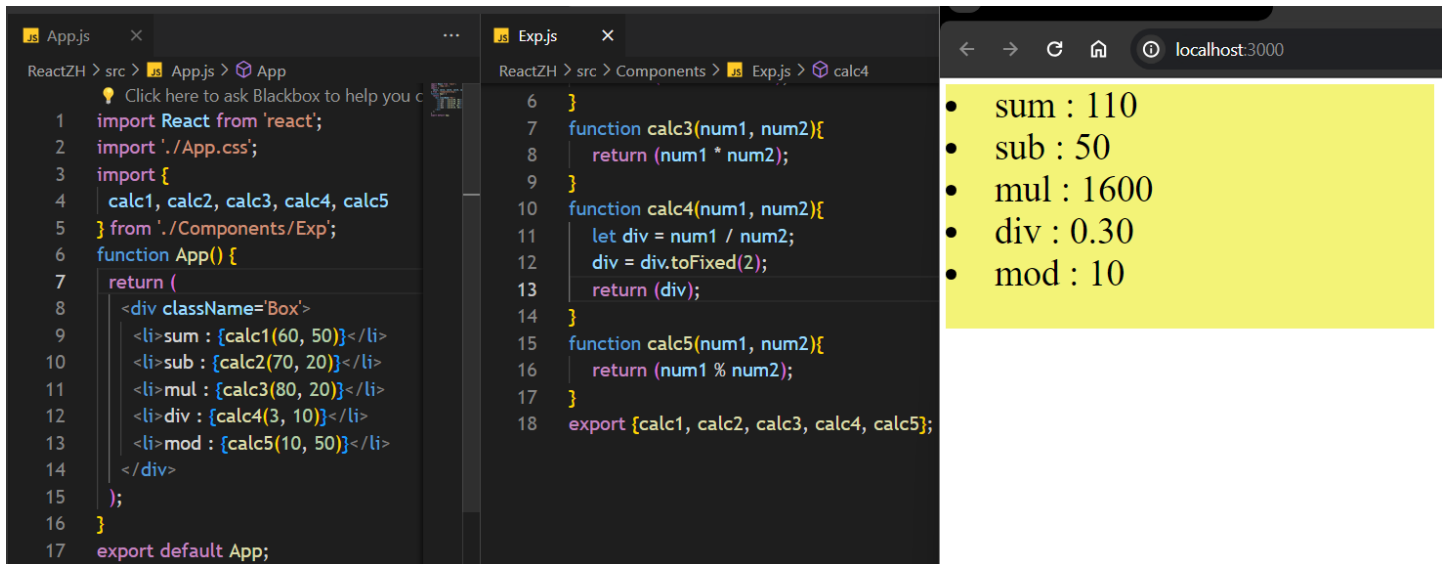 JS App.js ×
...
ReactZH > src > JS App.js > App
Click here to ask Blackbox to help you c
1 import React from 'react';
2 import './App.css';
3 import {
4 calc1, calc2, calc3, calc4, calc5
5 } from './Components/Exp';
6 function App() {
7 return (
8 <div className='Box'>
9 <li>sum : {calc1(60, 50)}</li>
10 <li>sub : {calc2(70, 20)}</li>
11 <li>mul : {calc3(80, 20)}</li>
12 <li>div : {calc4(3, 10)}</li>
13 <li>mod : {calc5(10, 50)}</li>
14 </div>
15 );
16 }
17 export default App;
JS Exp.js ×
ReactZH > src > Components > JS Exp.js > calc4
6 }
7 function calc3(num1, num2){
8 return (num1 * num2);
9 }
10 function calc4(num1, num2){
11 let div = num1 / num2;
12 div = div.toFixed(2);
13 return (div);
14 }
15 function calc5(num1, num2){
16 return (num1 % num2);
17 }
18 export {calc1, calc2, calc3, calc4, calc5};
localhost:3000
• sum : 110
• sub : 50
• mul : 1600
• div : 0.30
• mod : 10